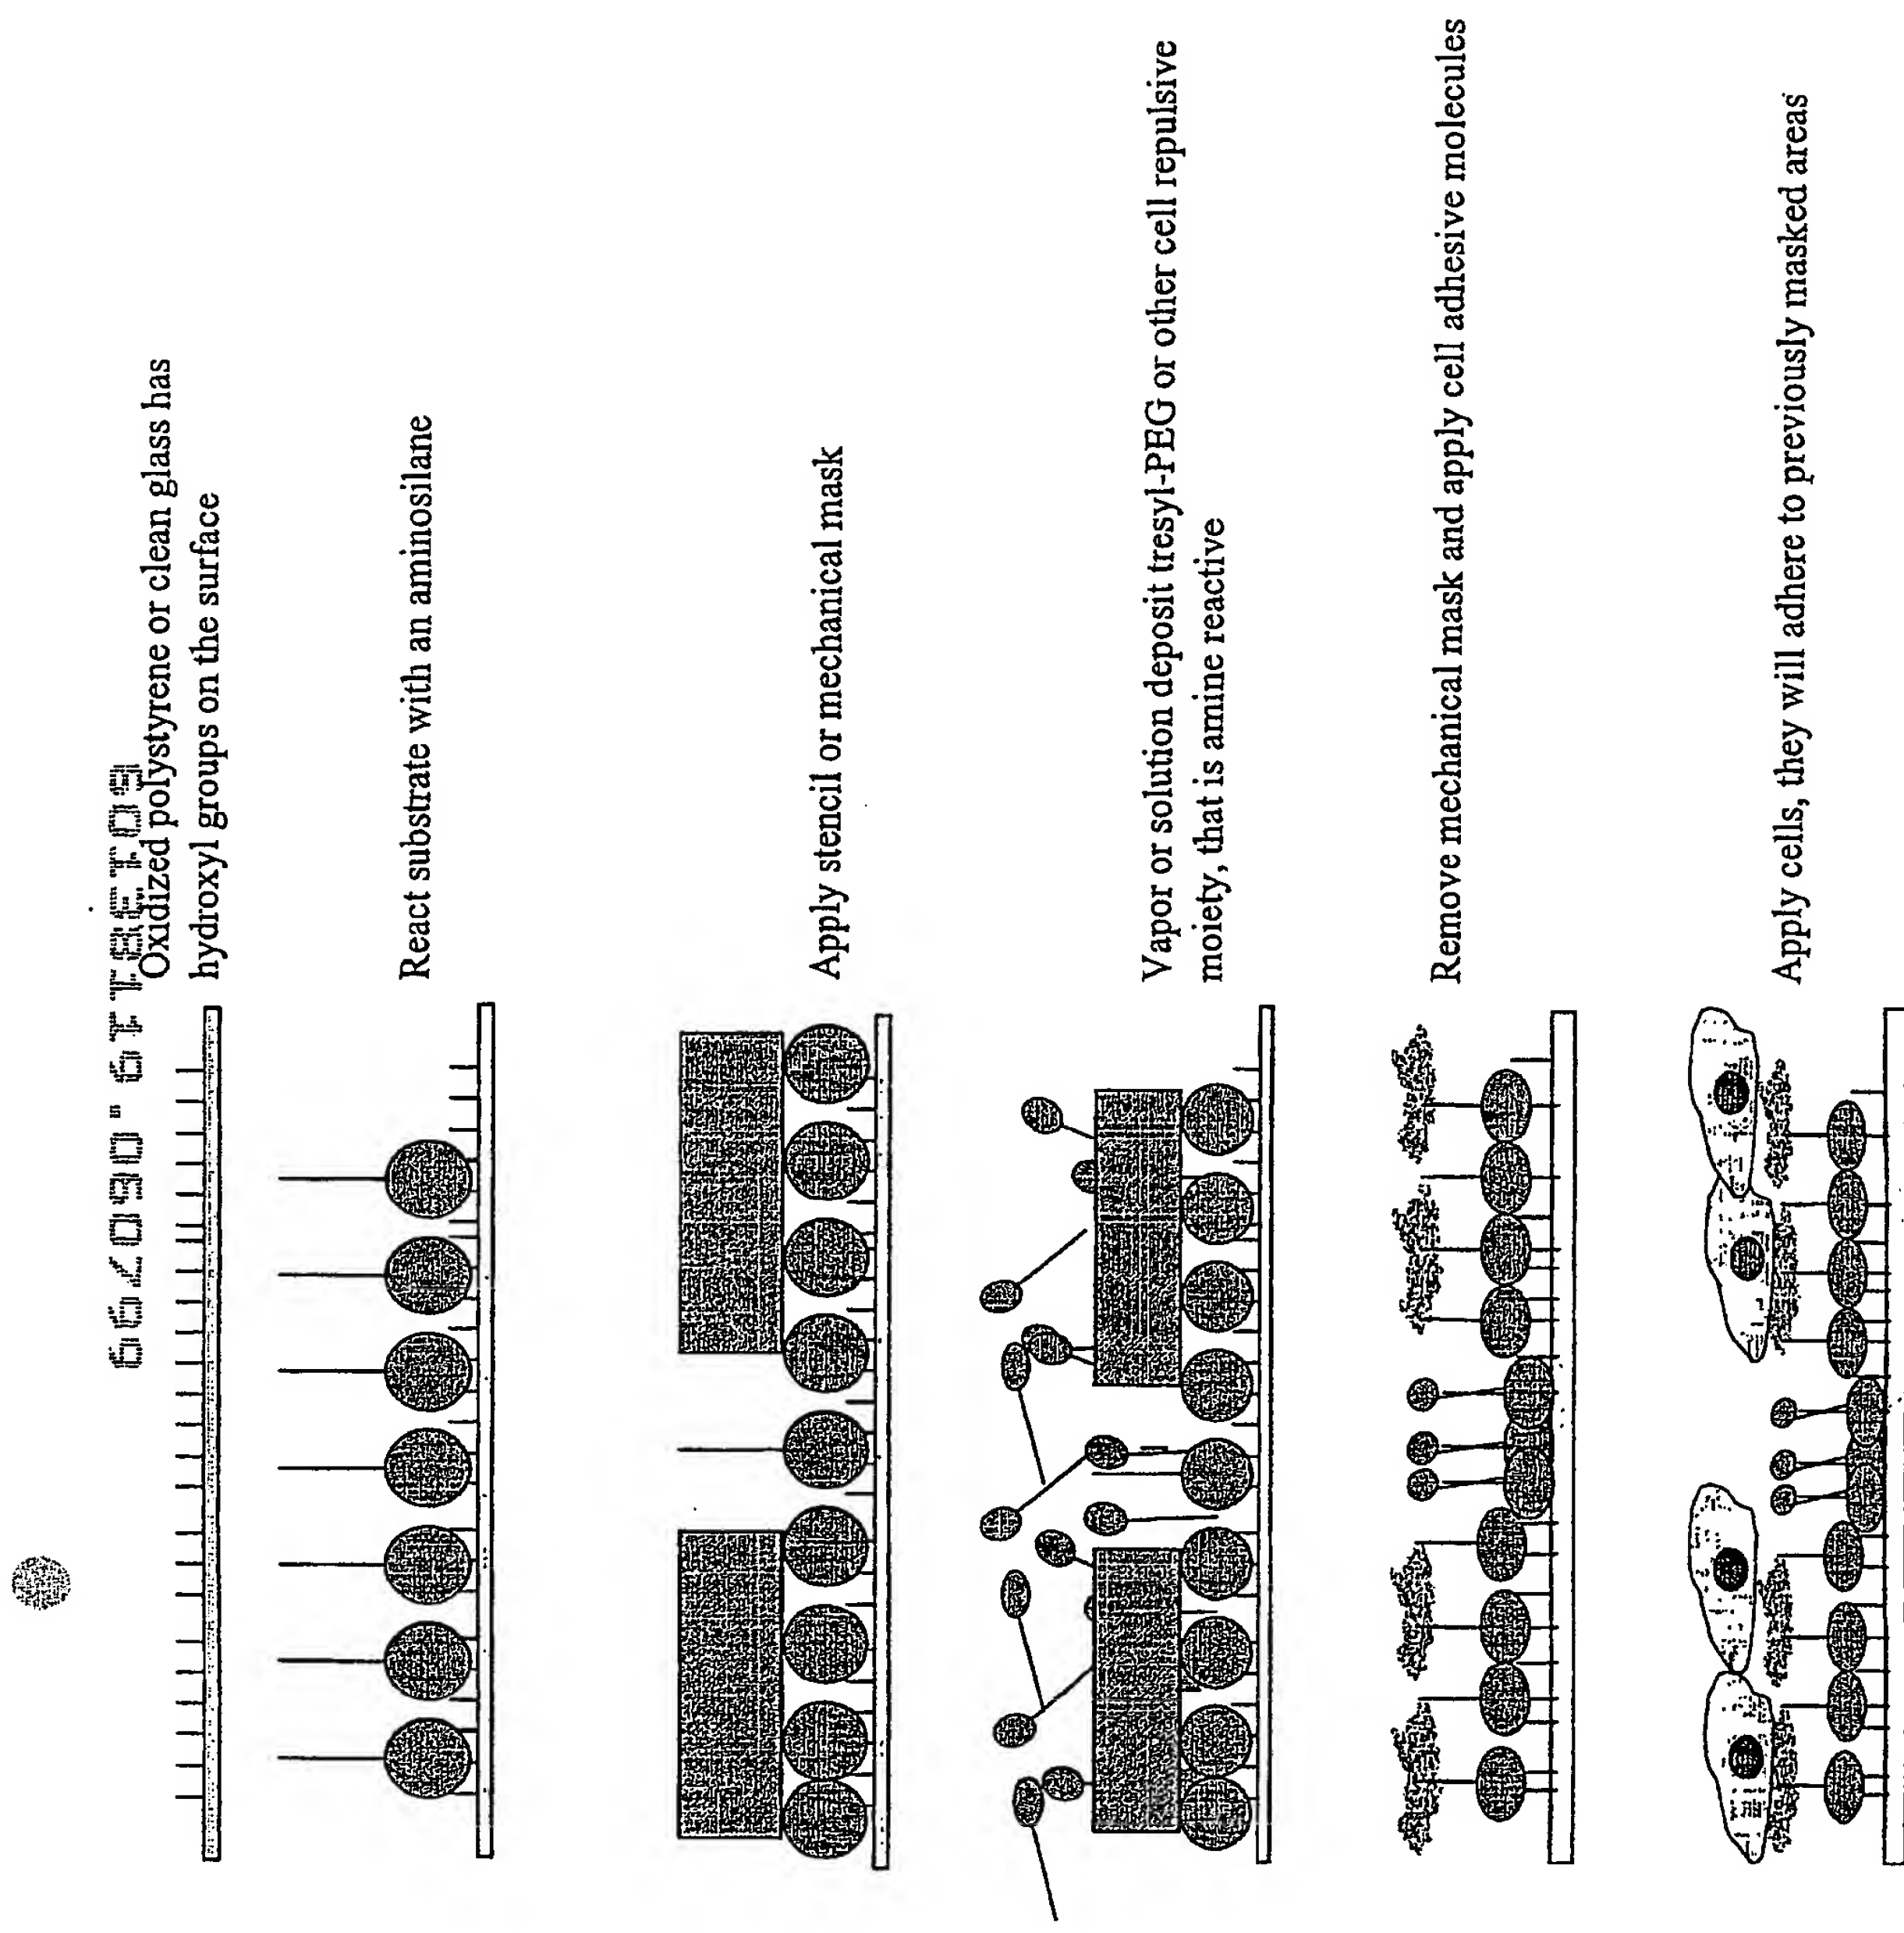 Oxidized polystyrene or clean glass has
hydroxyl groups on the surface
React substrate with an aminosilane
Apply stencil or mechanical mask
Vapor or solution deposit tresyl-PEG or other cell repulsive
moiety, that is amine reactive
Remove mechanical mask and apply cell adhesive molecules
Apply cells, they will adhere to previously masked areas